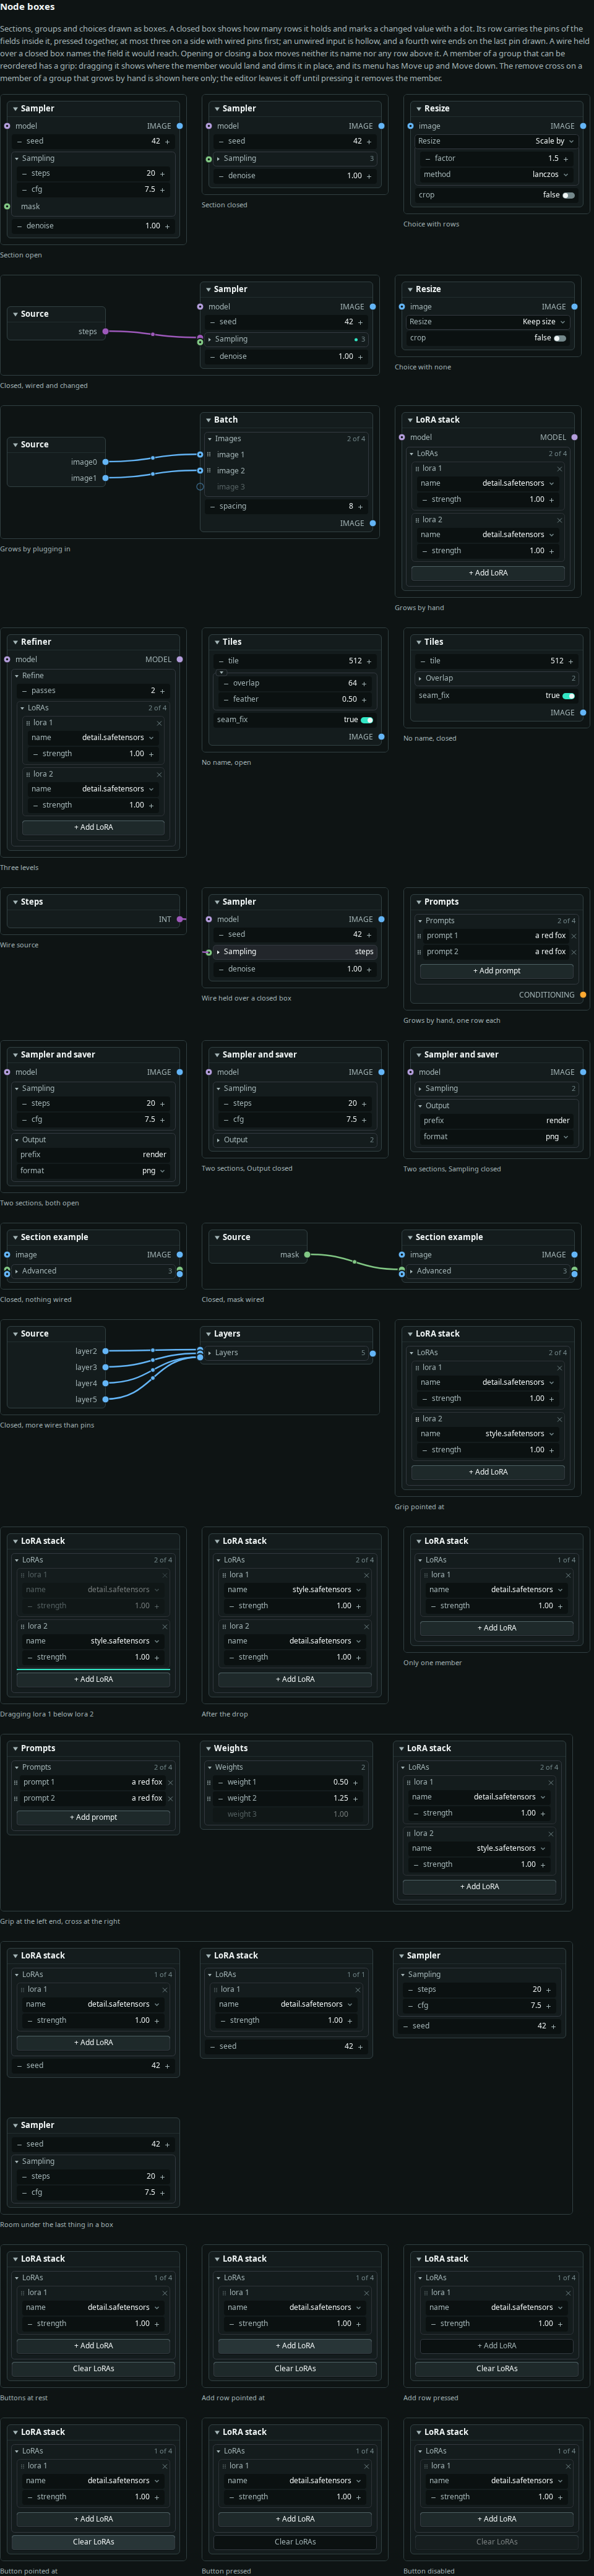 Node boxes
Sections, groups and choices drawn as boxes. A closed box shows how many rows it holds and marks a changed value with a dot. Its row carries the pins of the
fields inside it, pressed together, at most three on a side with wired pins first; an unwired input is hollow, and a fourth wire ends on the last pin drawn. A wire held
over a closed box names the field it would reach. Opening or closing a box moves neither its name nor any row above it. A member of a group that can be
reordered has a grip: dragging it shows where the member would land and dims it in place, and its menu has Move up and Move down. The remove cross on a
member of a group that grows by hand is shown here only; the editor leaves it off until pressing it removes the member.
Sampler
model IMAGE
− seed 42 +
Sampling
− steps 20 +
− cfg 7.5 +
mask
− denoise 1.00 +
Section open
Sampler
model IMAGE
− seed 42 +
Sampling 3
− denoise 1.00 +
Section closed
Resize
image IMAGE
Resize Scale by
− factor 1.5 +
method lanczos
crop false
Choice with rows
Source
steps
Sampler
model IMAGE
− seed 42 +
Sampling 3
− denoise 1.00 +
Closed, wired and changed
Resize
image IMAGE
Resize Keep size
crop false
Choice with none
Source
image0
image1
Batch
Images 2 of 4
image 1
image 2
image 3
− spacing 8 +
IMAGE
Grows by plugging in
LoRA stack
model MODEL
LoRAs 2 of 4
lora 1
name detail.safetensors
− strength 1.00 +
lora 2
name detail.safetensors
− strength 1.00 +
+ Add LoRA
Grows by hand
Refiner
model MODEL
Refine
− passes 2 +
LoRAs 2 of 4
lora 1
name detail.safetensors
− strength 1.00 +
lora 2
name detail.safetensors
− strength 1.00 +
+ Add LoRA
Three levels
Tiles
− tile 512 +
− overlap 64 +
− feather 0.50 +
seam_fix true
IMAGE
No name, open
Tiles
− tile 512 +
Overlap 2
seam_fix true
IMAGE
No name, closed
Steps
INT
Wire source
Sampler
model IMAGE
− seed 42 +
Sampling steps
− denoise 1.00 +
Wire held over a closed box
Prompts
Prompts 2 of 4
prompt 1 a red fox
prompt 2 a red fox
+ Add prompt
CONDITIONING
Grows by hand, one row each
Sampler and saver
model IMAGE
Sampling
− steps 20 +
− cfg 7.5 +
Output
prefix render
format png
Two sections, both open
Sampler and saver
model IMAGE
Sampling
− steps 20 +
− cfg 7.5 +
Output 2
Two sections, Output closed
Sampler and saver
model IMAGE
Sampling 2
Output
prefix render
format png
Two sections, Sampling closed
Section example
image IMAGE
Advanced 3
Closed, nothing wired
Source
mask
Section example
image IMAGE
Advanced 3
Closed, mask wired
Source
layer2
layer3
layer4
layer5
Layers
Layers 5
Closed, more wires than pins
LoRA stack
LoRAs 2 of 4
lora 1
name detail.safetensors
− strength 1.00 +
lora 2
name style.safetensors
− strength 1.00 +
+ Add LoRA
Grip pointed at
LoRA stack
LoRAs 2 of 4
lora 1
name detail.safetensors
− strength 1.00 +
lora 2
name style.safetensors
− strength 1.00 +
+ Add LoRA
Dragging lora 1 below lora 2
LoRA stack
LoRAs 2 of 4
lora 1
name style.safetensors
− strength 1.00 +
lora 2
name detail.safetensors
− strength 1.00 +
+ Add LoRA
After the drop
LoRA stack
LoRAs 1 of 4
lora 1
name detail.safetensors
− strength 1.00 +
+ Add LoRA
Only one member
Prompts
Prompts 2 of 4
prompt 1 a red fox
prompt 2 a red fox
+ Add prompt
Weights
Weights 2
− weight 1 0.50 +
− weight 2 1.25 +
weight 3 1.00
LoRA stack
LoRAs 2 of 4
lora 1
name detail.safetensors
− strength 1.00 +
lora 2
name style.safetensors
− strength 1.00 +
+ Add LoRA
Grip at the left end, cross at the right
LoRA stack
LoRAs 1 of 4
lora 1
name detail.safetensors
− strength 1.00 +
+ Add LoRA
− seed 42 +
LoRA stack
LoRAs 1 of 1
lora 1
name detail.safetensors
− strength 1.00 +
− seed 42 +
Sampler
Sampling
− steps 20 +
− cfg 7.5 +
− seed 42 +
Sampler
− seed 42 +
Sampling
− steps 20 +
− cfg 7.5 +
Room under the last thing in a box
LoRA stack
LoRAs 1 of 4
lora 1
name detail.safetensors
− strength 1.00 +
+ Add LoRA
Clear LoRAs
Buttons at rest
LoRA stack
LoRAs 1 of 4
lora 1
name detail.safetensors
− strength 1.00 +
+ Add LoRA
Clear LoRAs
Add row pointed at
LoRA stack
LoRAs 1 of 4
lora 1
name detail.safetensors
− strength 1.00 +
+ Add LoRA
Clear LoRAs
Add row pressed
LoRA stack
LoRAs 1 of 4
lora 1
name detail.safetensors
− strength 1.00 +
+ Add LoRA
Clear LoRAs
Button pointed at
LoRA stack
LoRAs 1 of 4
lora 1
name detail.safetensors
− strength 1.00 +
+ Add LoRA
Clear LoRAs
Button pressed
LoRA stack
LoRAs 1 of 4
lora 1
name detail.safetensors
− strength 1.00 +
+ Add LoRA
Clear LoRAs
Button disabled